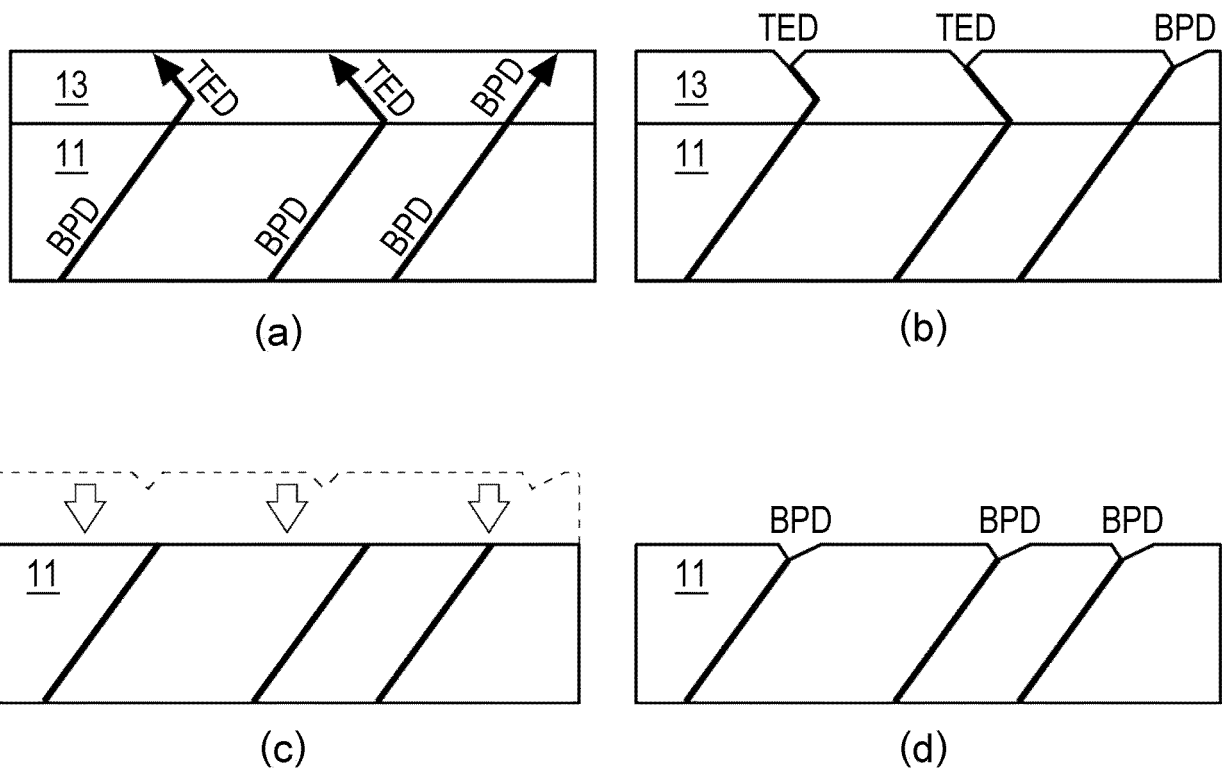 TED TED BPD
13 TED TED BPD 13
11 11
BPD BPD BPD
(a) (b)
BPD BPD BPD
11 11
(c) (d)